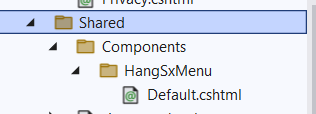 Privacy.cshtml
Shared
Components
HangSxMenu
Default.cshtml